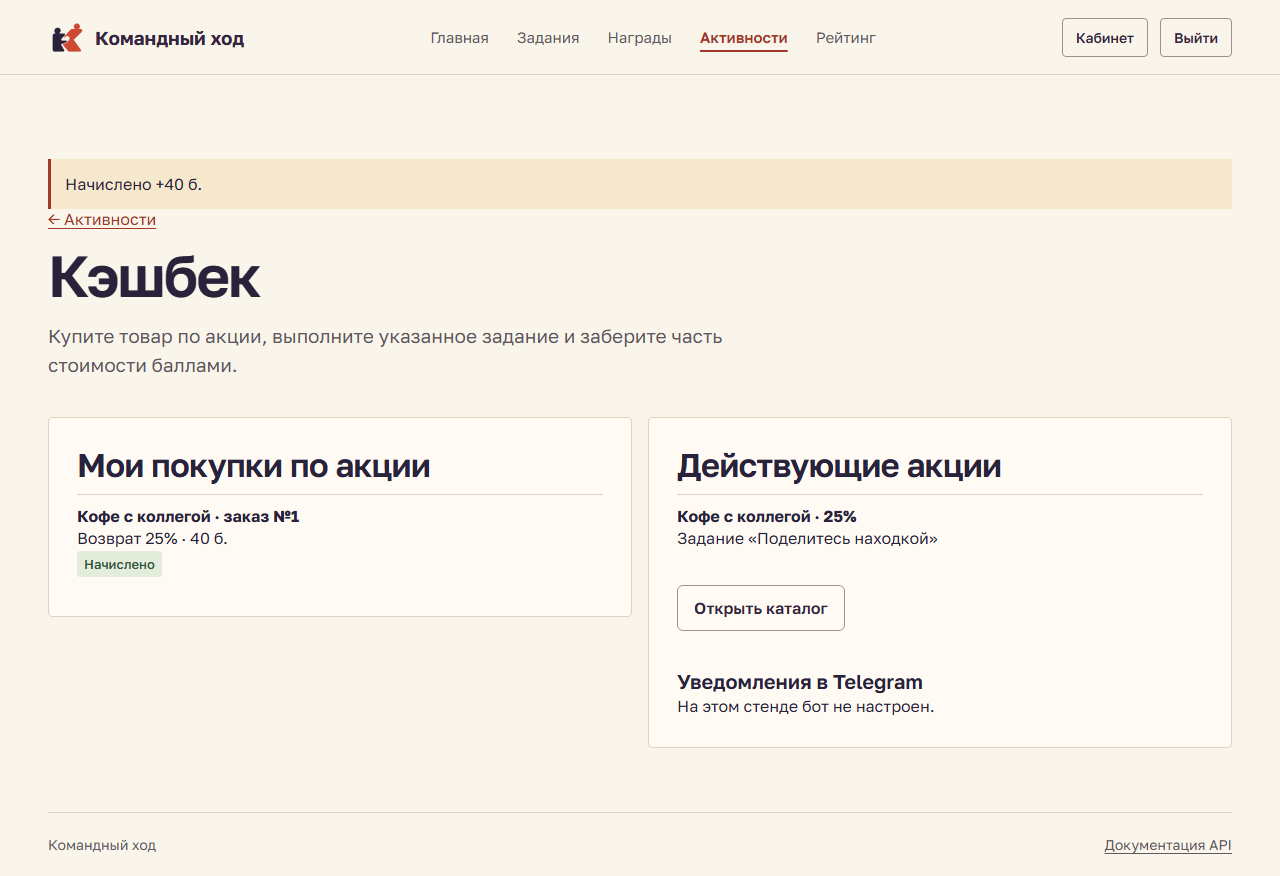 Командный ход
Главная
Задания
Награды
Активности
Рейтинг
Кабинет
Выйти
Начислено +40 б.
← Активности
Кэшбек
Купите товар по акции, выполните указанное задание и заберите часть
стоимости баллами.
Мои покупки по акции
Кофе с коллегой · заказ №1
Возврат 25% · 40 б.
Начислено
Действующие акции
Кофе с коллегой · 25%
Задание «Поделитесь находкой»
Открыть каталог
Уведомления в Telegram
На этом стенде бот не настроен.
Командный ход
Документация API